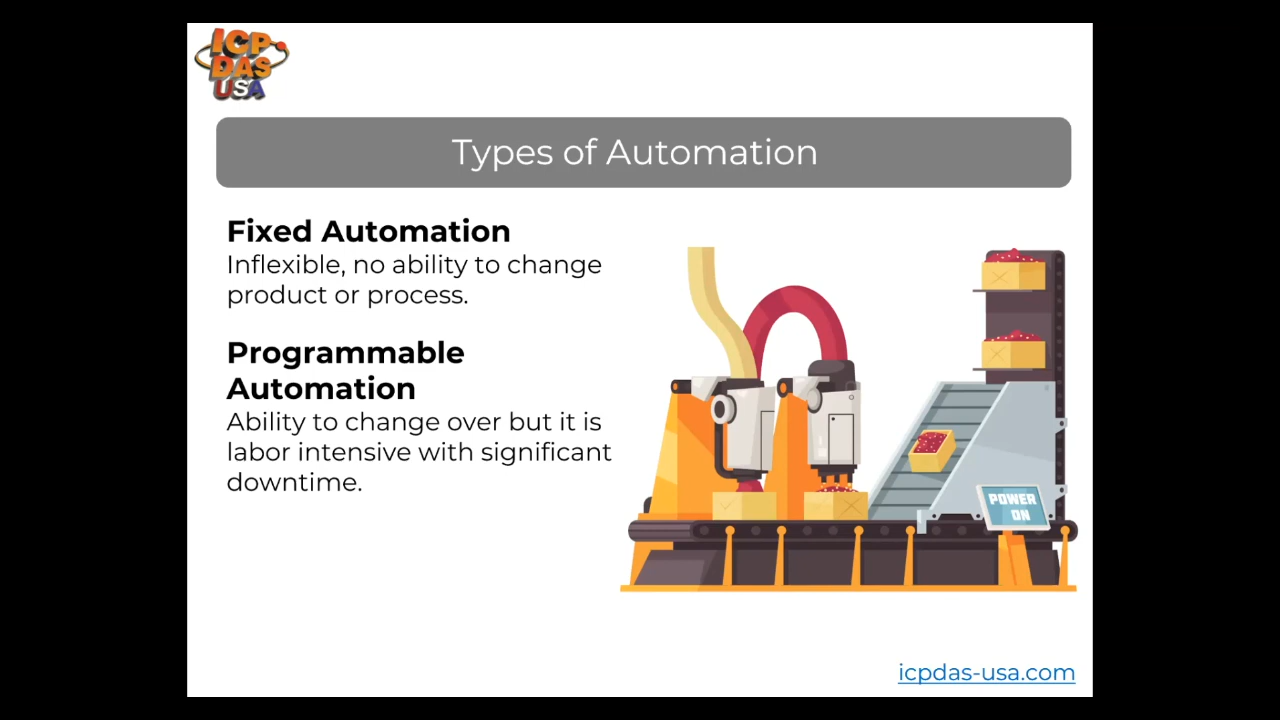 ICP
DAS
USA
Types of Automation
Fixed Automation
Inflexible, no ability to change
product or process.
Programmable
Automation
Ability to change over but it is
labor intensive with significant
downtime.
POWER
ON
icpdas-usa.com